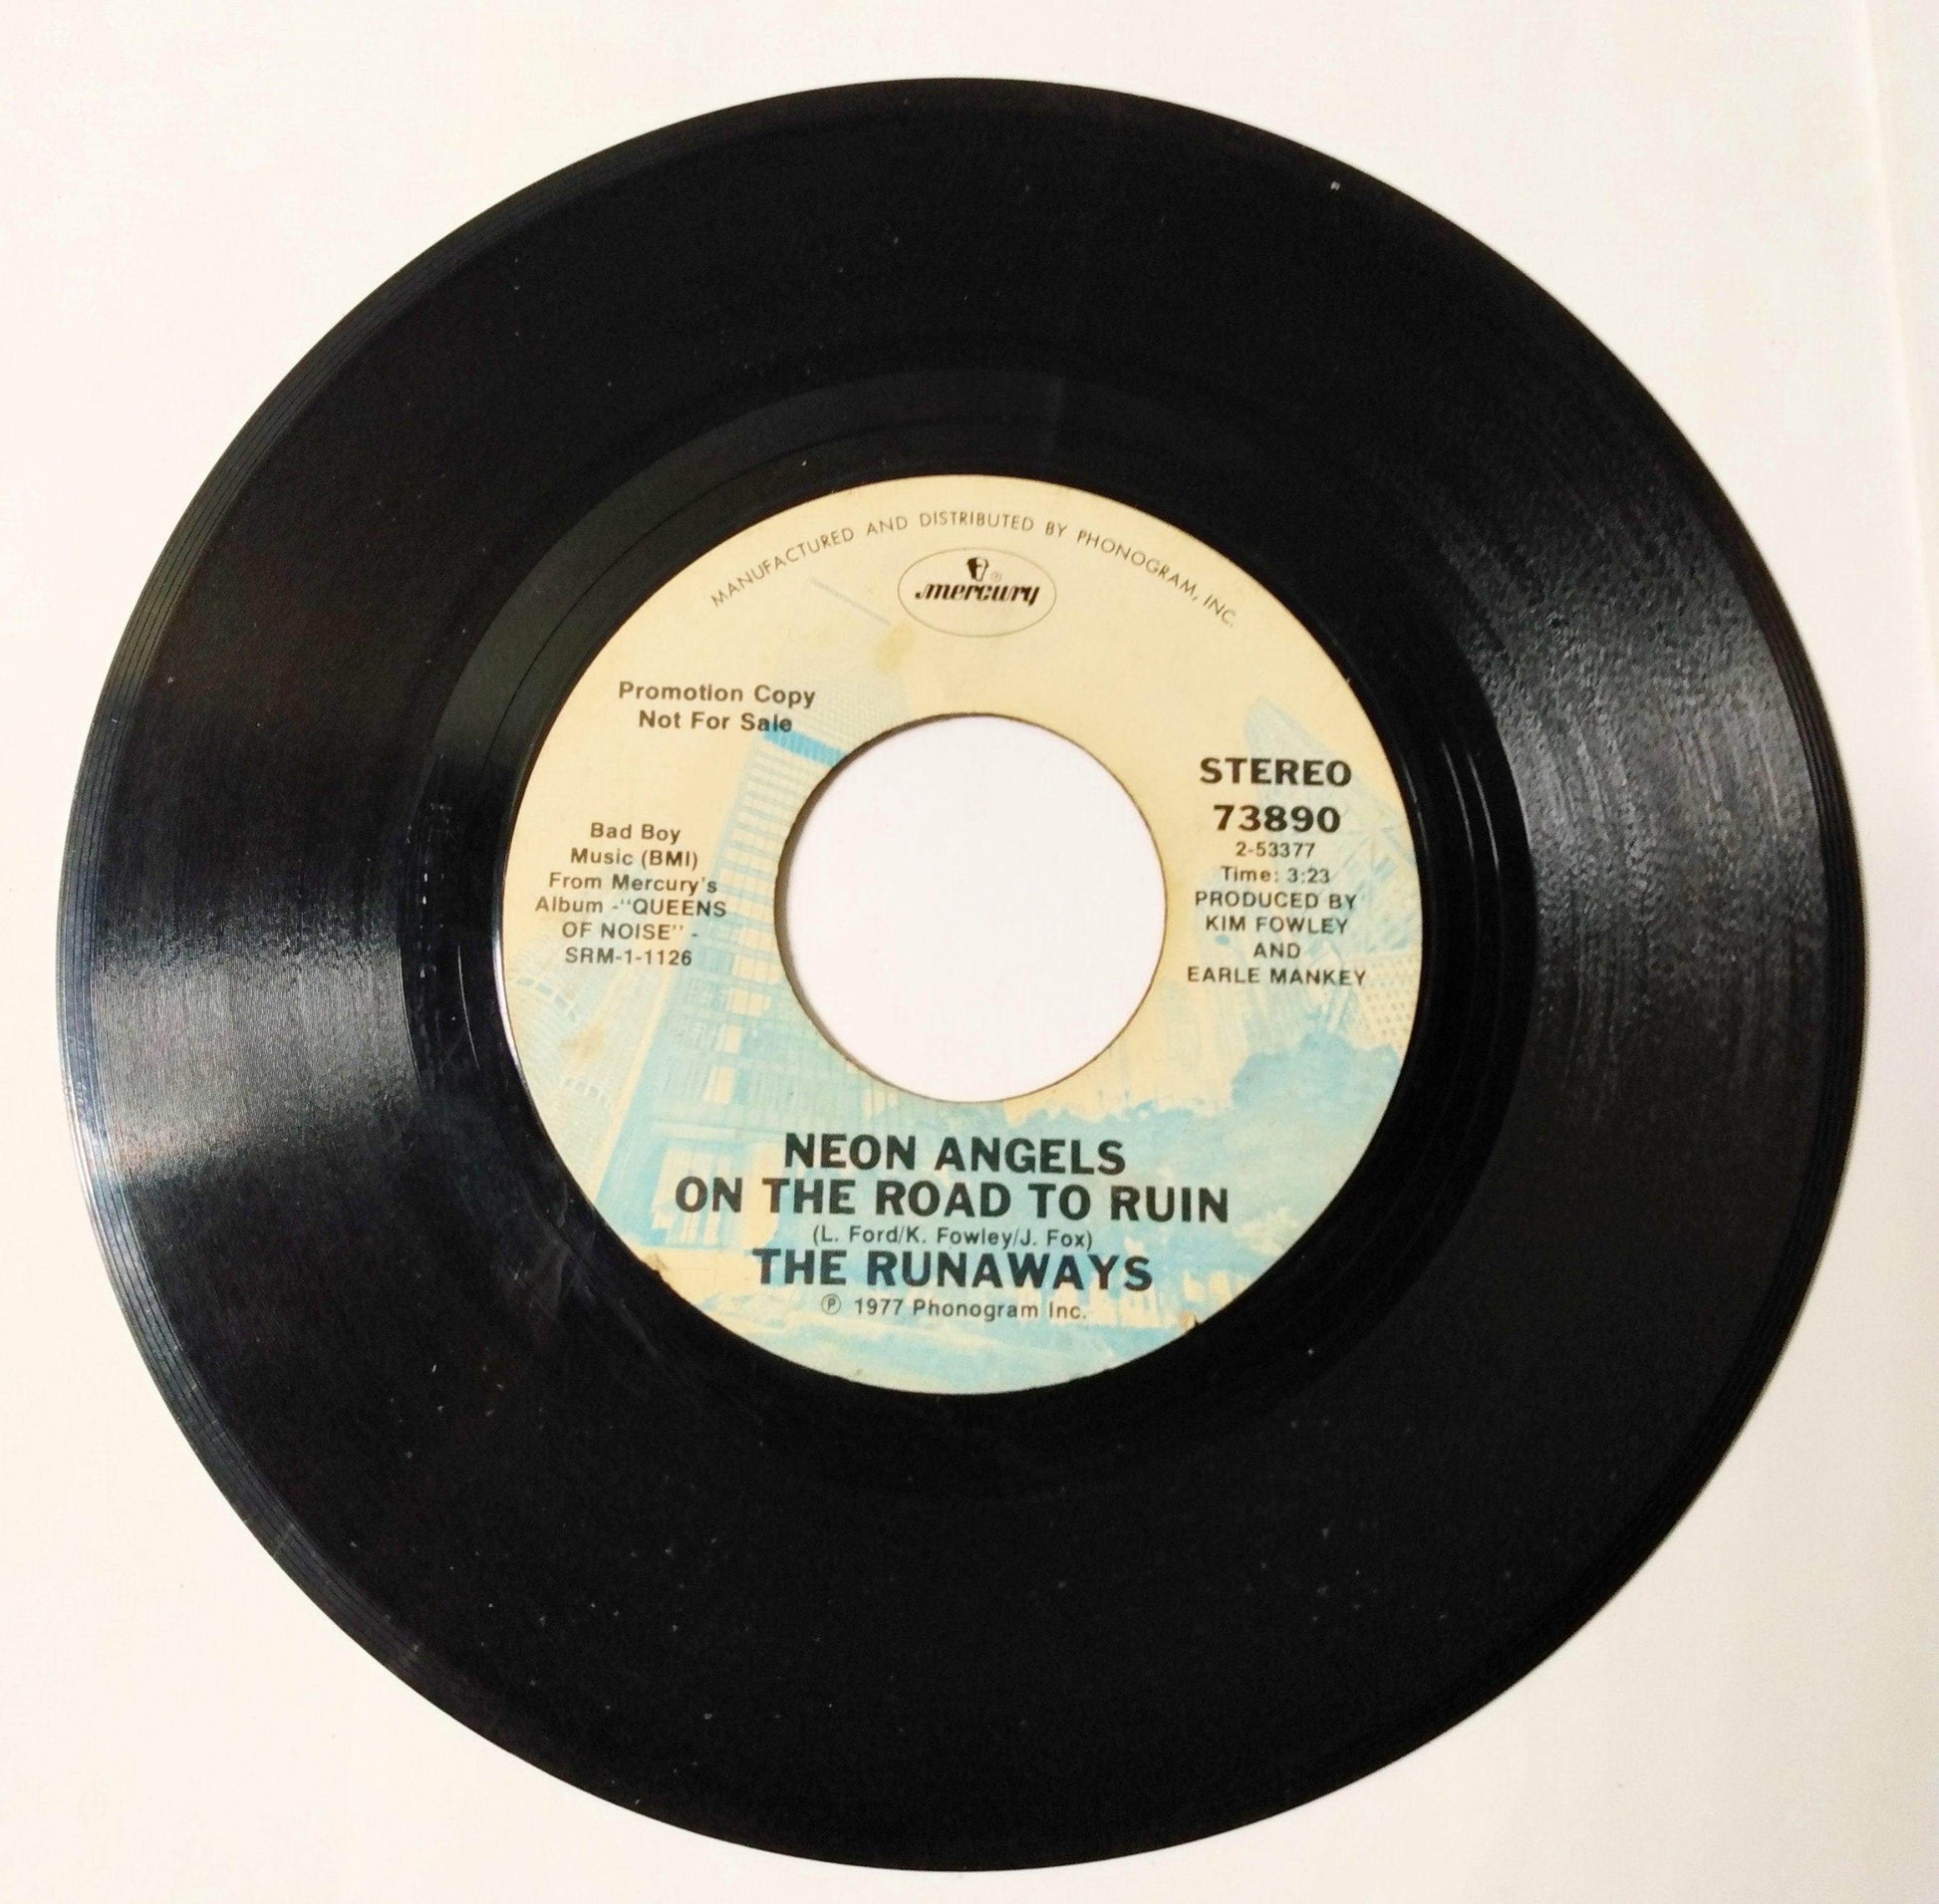 MANUFACTURED AND DISTRIBUTED BY PHONOGRAM, INC.
mercury
Promotion Copy
Not For Sale
Bad Boy
Music (BMI)
From Mercury's
Album -"QUEENS
OF NOISE" -
SRM-1-1126
STEREO
73890
2-53377
Time: 3:23
PRODUCED BY
KIM FOWLEY
AND
EARLE MANKEY
NEON ANGELS
ON THE ROAD TO RUIN
(L. Ford/K. Fowley/J. Fox)
THE RUNAWAYS
℗ 1977 Phonogram Inc.